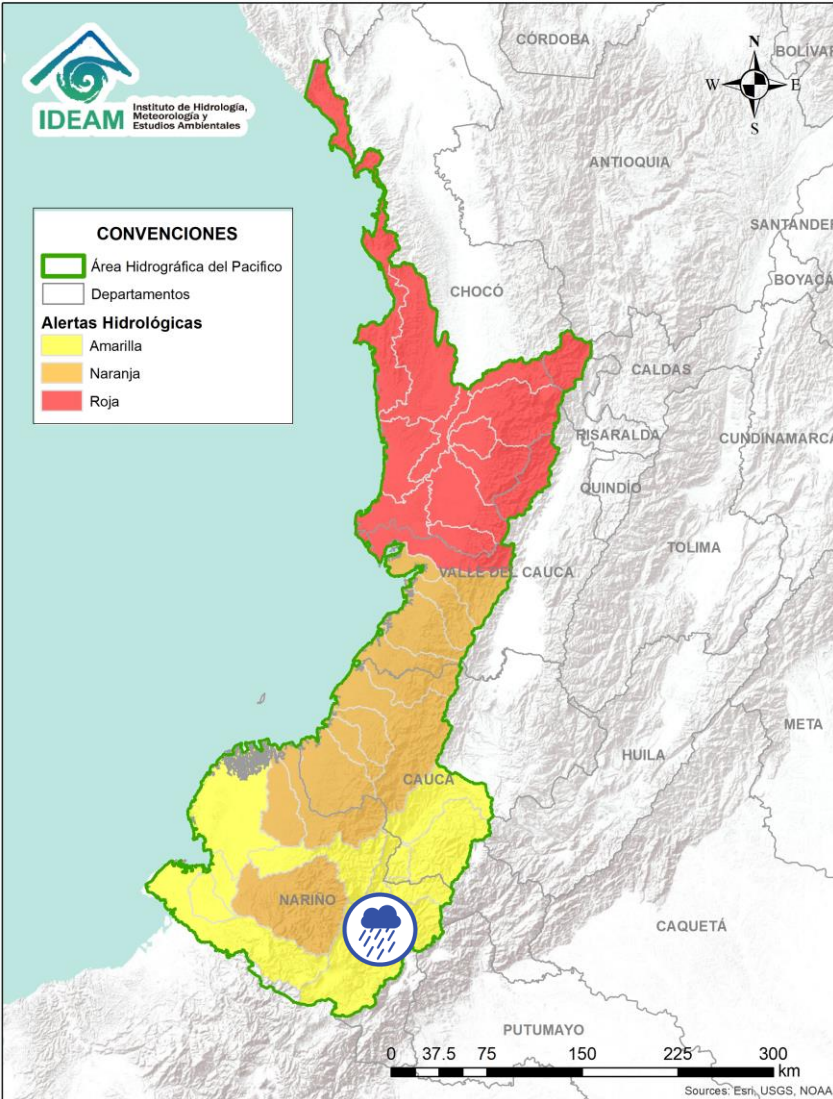 IDEAM
Instituto de Hidrología,
Meteorología y
Estudios Ambientales
CÓRDOBA
BOLÍVAR
N
W
E
S
ANTIOQUIA
SANTANDER
BOYACÁ
CONVENCIONES
Área Hidrográfica del Pacifico
Departamentos
Alertas Hidrológicas
Amarilla
Naranja
Roja
CHOCÓ
CALDAS
RISARALDA
CUNDINAMARCA
QUINDÍO
TOLIMA
VALLE DEL CAUCA
META
HUILA
CAUCA
NARIÑO
CAQUETÁ
PUTUMAYO
0 37.5 75 150 225 300
km
Sources: Esri, USGS, NOAA